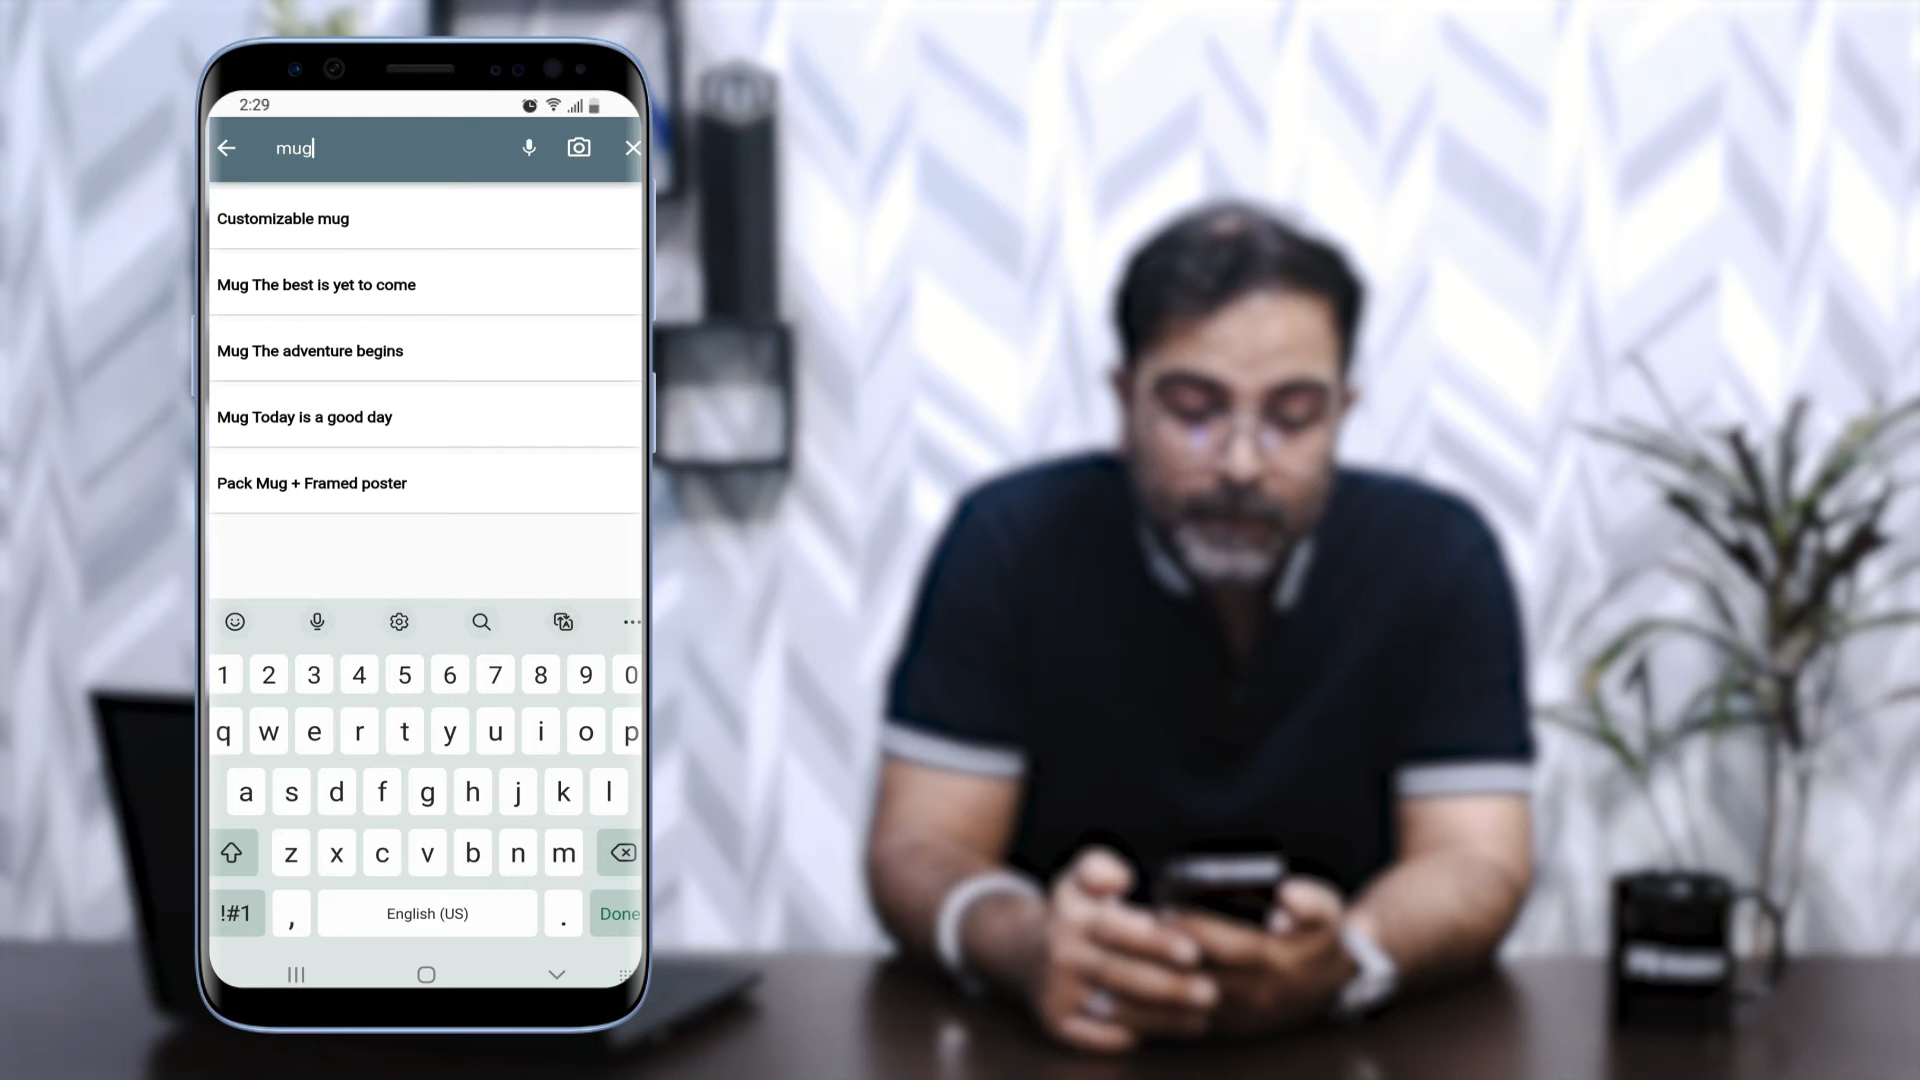 2:29
mug
Customizable mug
Mug The best is yet to come
Mug The adventure begins
Mug Today is a good day
Pack Mug + Framed poster
1 2 3 4 5 6 7 8 9 0
q w e r t y u i o p
a s d f g h j k l
z x c v b n m
!#1 , English (US) . Done